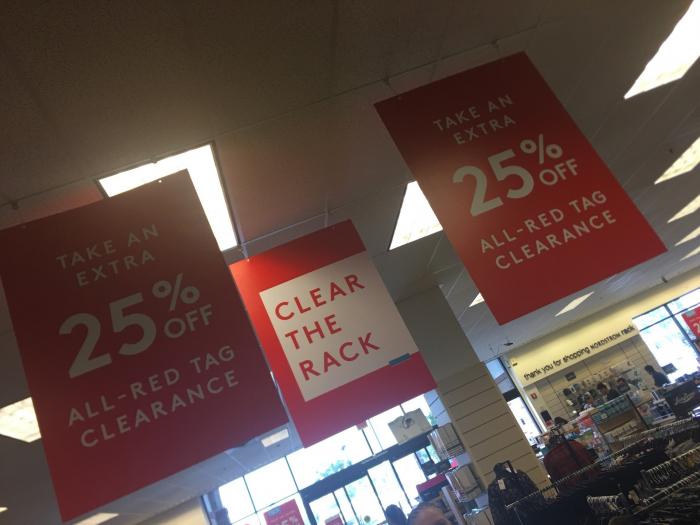 TAKE AN
EXTRA
25% OFF
ALL-RED TAG
CLEARANCE
CLEAR
THE
RACK
TAKE AN
EXTRA
25% OFF
ALL-RED TAG
CLEARANCE
thank you for shopping NORDSTROM rack